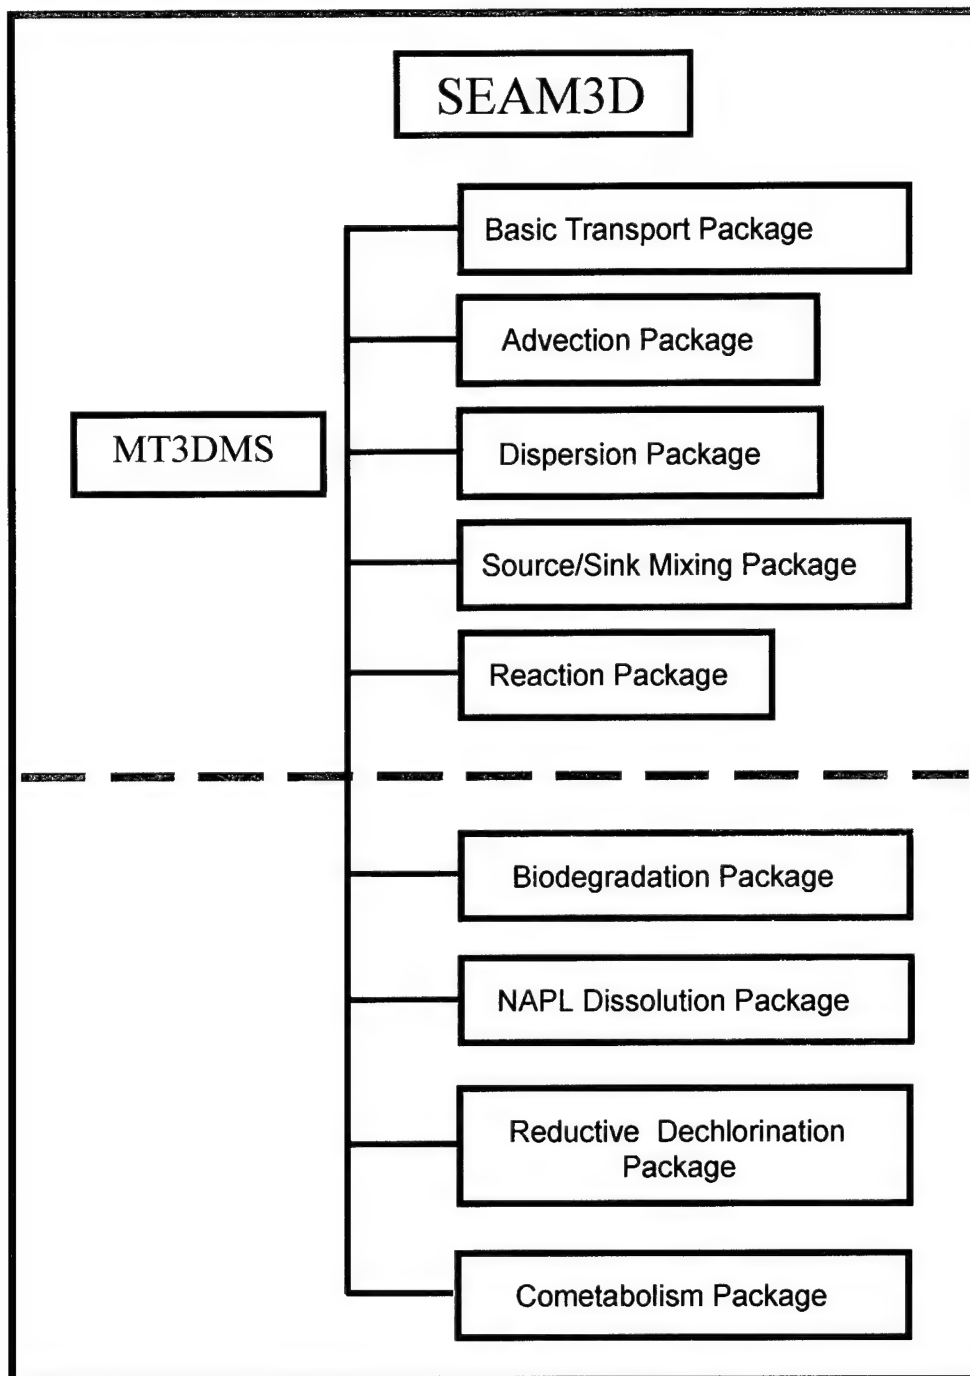 SEAM3D
Basic Transport Package
Advection Package
MT3DMS
Dispersion Package
Source/Sink Mixing Package
Reaction Package
Biodegradation Package
NAPL Dissolution Package
Reductive Dechlorination
Package
Cometabolism Package